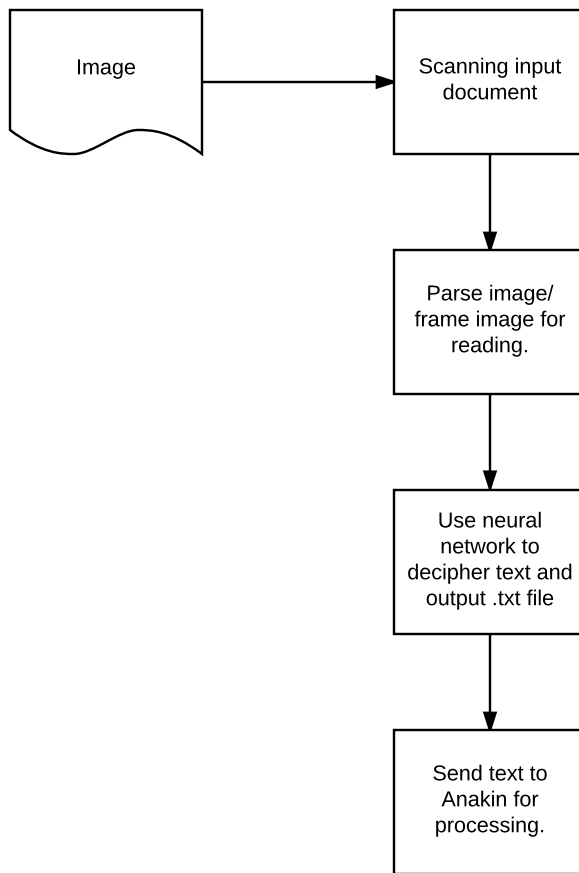 Image
Scanning input
document
Parse image/
frame image for
reading.
Use neural
network to
decipher text and
output .txt file
Send text to
Anakin for
processing.